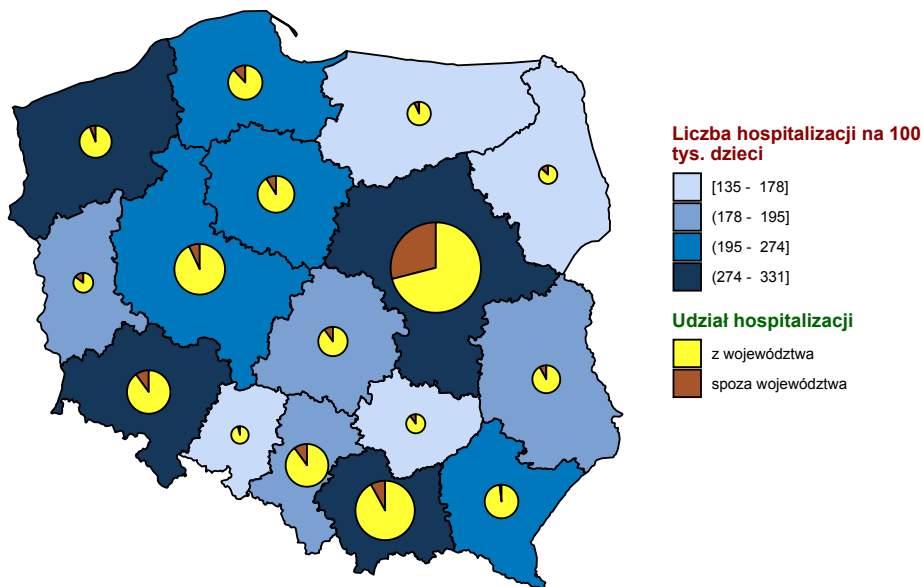 Liczba hospitalizacji na 100
tys. dzieci
[135 - 178]
(178 - 195]
(195 - 274]
(274 - 331]
Udział hospitalizacji
z województwa
spoza województwa